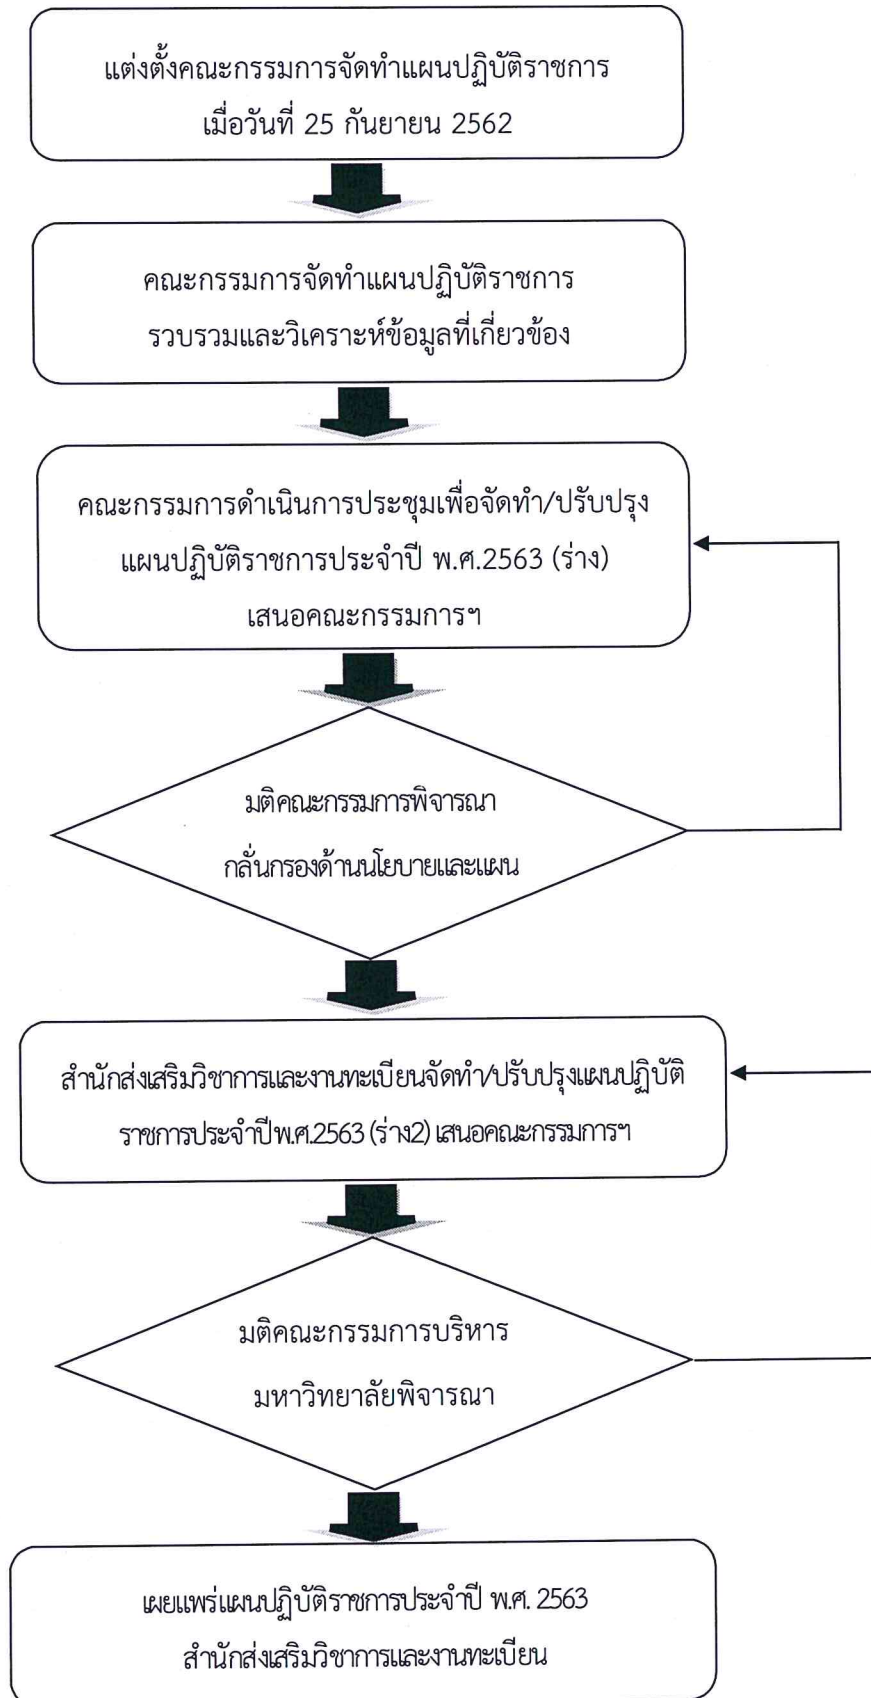 แต่งตั้งคณะกรรมการจัดทำแผนปฏิบัติราชการ
เมื่อวันที่ 25 กันยายน 2562
คณะกรรมการจัดทำแผนปฏิบัติราชการ
รวบรวมและวิเคราะห์ข้อมูลที่เกี่ยวข้อง
คณะกรรมการดำเนินการประชุมเพื่อจัดทำ/ปรับปรุง
แผนปฏิบัติราชการประจำปี พ.ศ.2563 (ร่าง)
เสนอคณะกรรมการฯ
มติคณะกรรมการพิจารณา
กลั่นกรองด้านนโยบายและแผน
สำนักส่งเสริมวิชาการและงานทะเบียนจัดทำ/ปรับปรุงแผนปฏิบัติ
ราชการประจำปี พ.ศ.2563 (ร่าง2) เสนอคณะกรรมการฯ
มติคณะกรรมการบริหาร
มหาวิทยาลัยพิจารณา
เผยแพร่แผนปฏิบัติราชการประจำปี พ.ศ. 2563
สำนักส่งเสริมวิชาการและงานทะเบียน